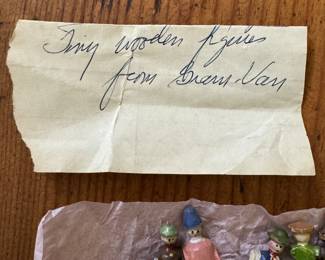 Tiny wooden figures
from Gram-Van